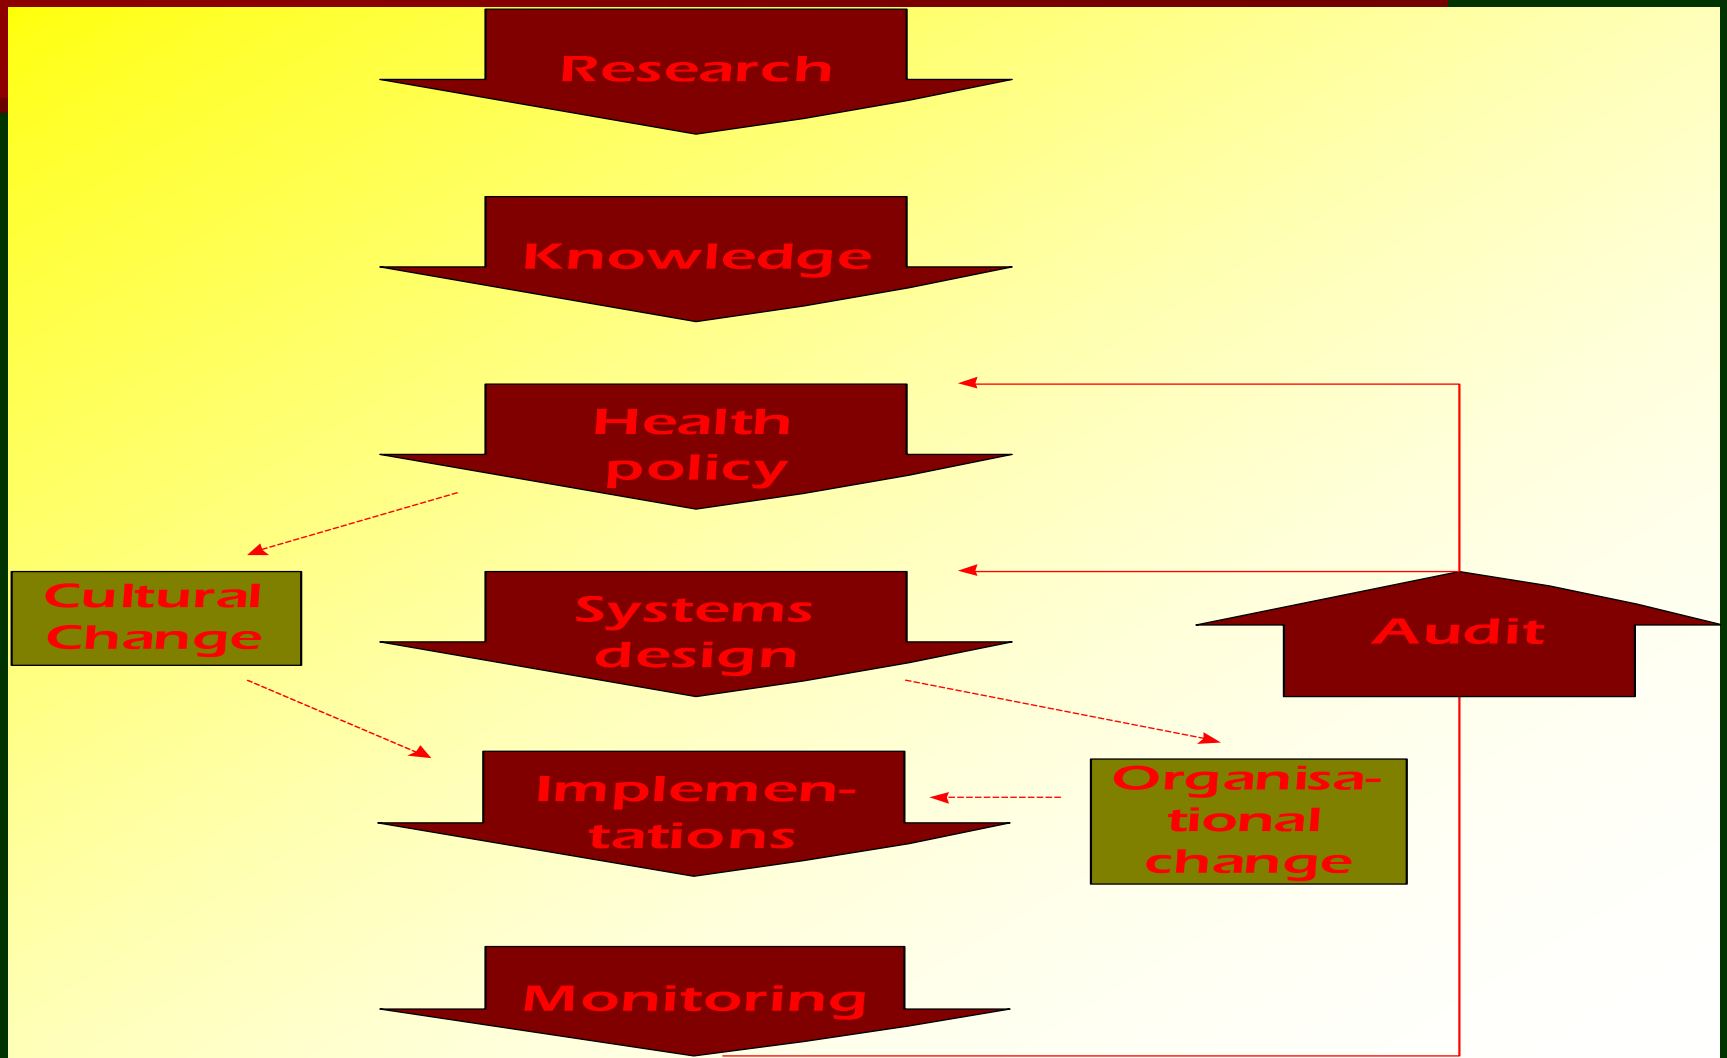 Research
Knowledge
Health
policy
Cultural
Change
Systems
design
Audit
Implemen-
tations
Organisa-
tional
change
Monitoring